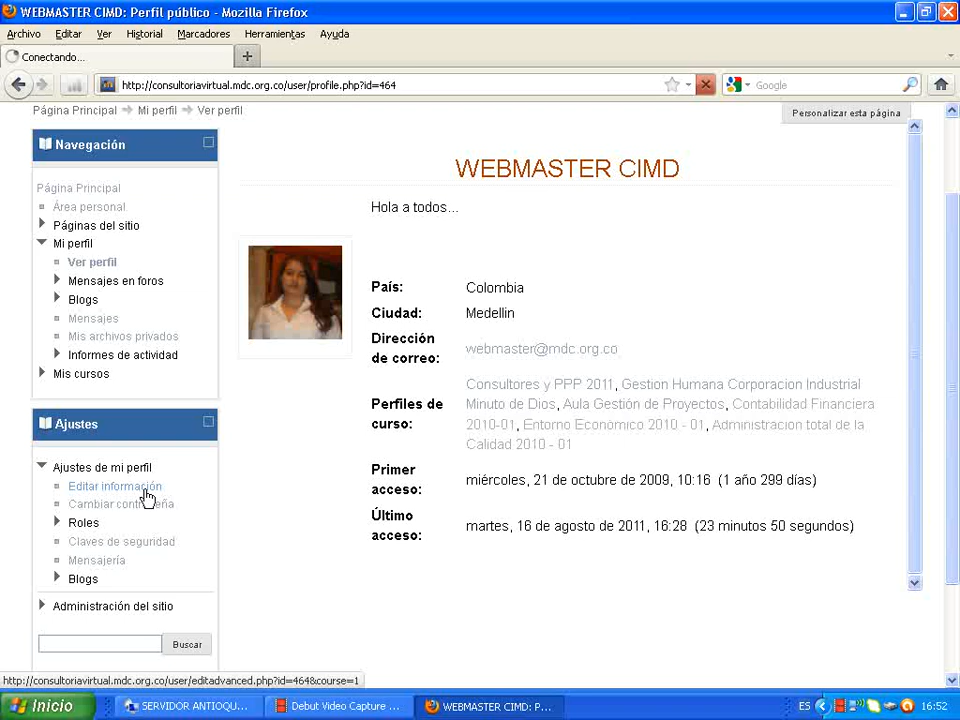 WEBMASTER CIMD: Perfil público - Mozilla Firefox
Archivo Editar Ver Historial Marcadores Herramientas Ayuda
Conectando...
http://consultoriavirtual.mdc.org.co/user/profile.php?id=464
Google
Página Principal Mi perfil Ver perfil
Personalizar esta página
Navegación
Página Principal
Área personal
Páginas del sitio
Mi perfil
Ver perfil
Mensajes en foros
Blogs
Mensajes
Mis archivos privados
Informes de actividad
Mis cursos
Ajustes
Ajustes de mi perfil
Editar información
Cambiar contraseña
Roles
Claves de seguridad
Mensajería
Blogs
Administración del sitio
Buscar
WEBMASTER CIMD
Hola a todos...
País: Colombia
Ciudad: Medellin
Dirección
de correo: webmaster@mdc.org.co
Perfiles de
curso:
Consultores y PPP 2011, Gestion Humana Corporacion Industrial
Minuto de Dios, Aula Gestión de Proyectos, Contabilidad Financiera
2010-01, Entorno Económico 2010 - 01, Administracion total de la
Calidad 2010 - 01
Primer
acceso: miércoles, 21 de octubre de 2009, 10:16 (1 año 299 días)
Último
acceso: martes, 16 de agosto de 2011, 16:28 (23 minutos 50 segundos)
http://consultoriavirtual.mdc.org.co/user/editadvanced.php?id=464&course=1
Inicio
SERVIDOR ANTIOQU...
Debut Video Capture ...
WEBMASTER CIMD: P...
ES
16:52